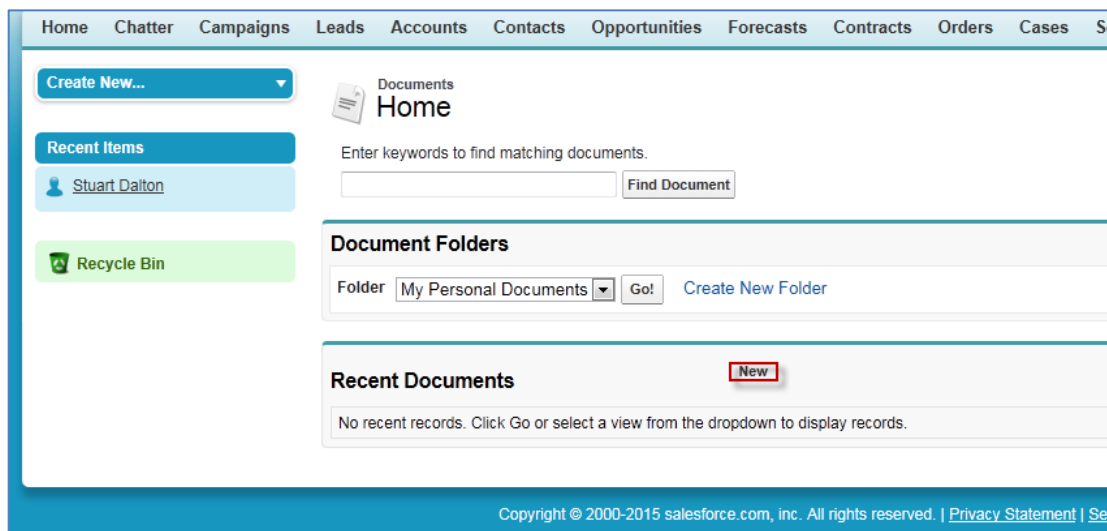 Home Chatter Campaigns Leads Accounts Contacts Opportunities Forecasts Contracts Orders Cases
Create New...
Recent Items
Stuart Dalton
Recycle Bin
Documents
Home
Enter keywords to find matching documents.
Find Document
Document Folders
Folder My Personal Documents Go! Create New Folder
Recent Documents New
No recent records. Click Go or select a view from the dropdown to display records.
Copyright © 2000-2015 salesforce.com, inc. All rights reserved. | Privacy Statement | Se